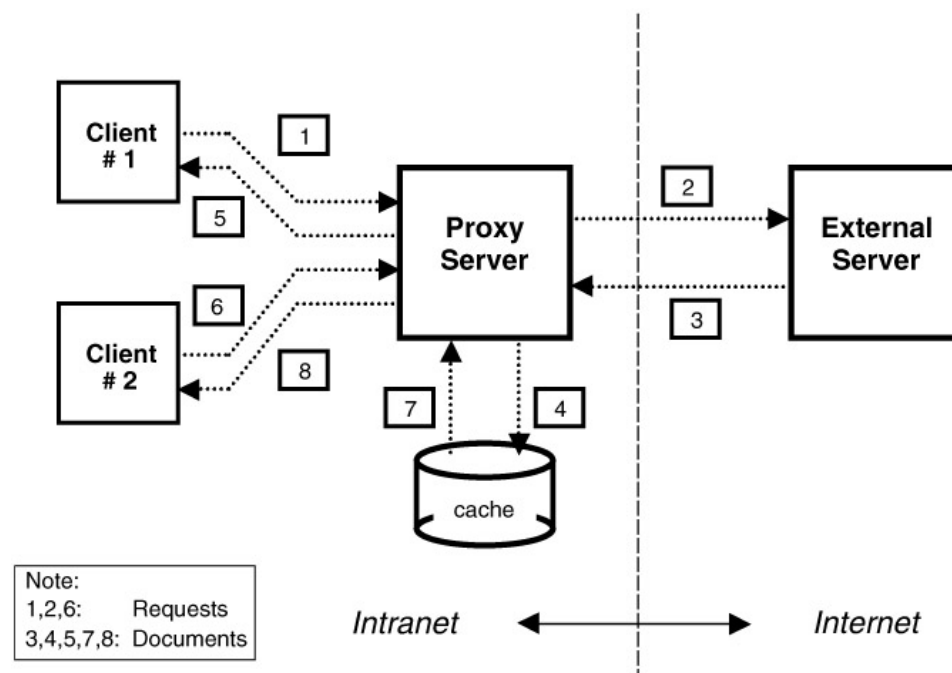 Client
# 1
1
5
Proxy
Server
2
3
External
Server
6
8
Client
# 2
7
4
cache
Note:
1,2,6: Requests
3,4,5,7,8: Documents
Intranet
Internet